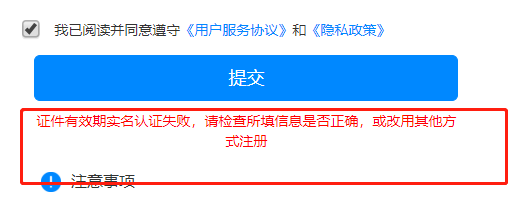 我已阅读并同意遵守《用户服务协议》和《隐私政策》
提交
证件有效期实名认证失败，请检查所填信息是否正确，或改用其他方
式注册
注意事项